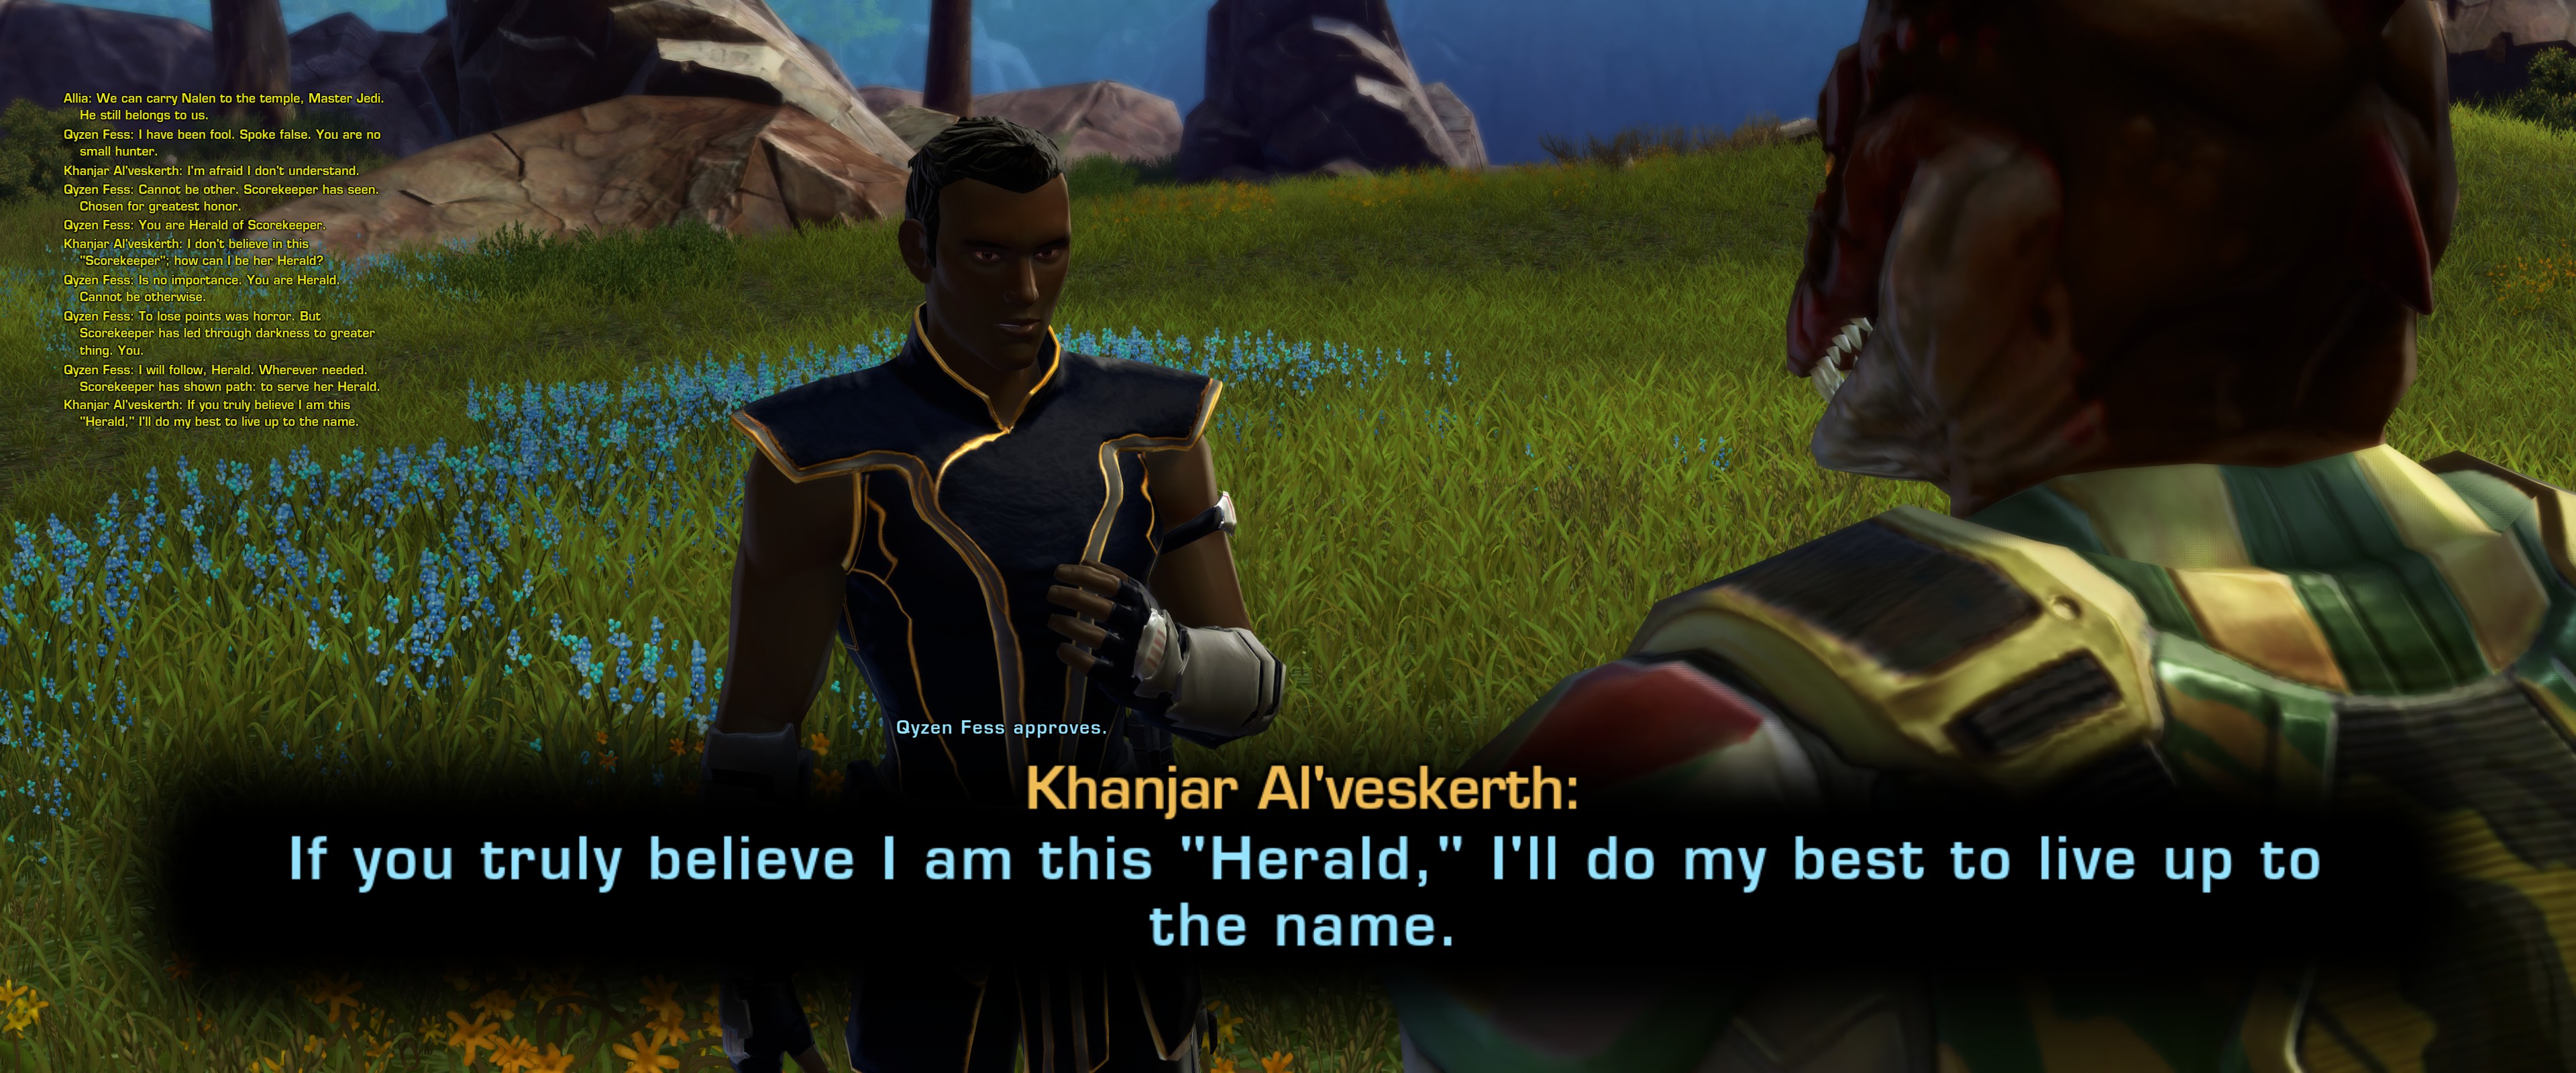 Allia: We can carry Nalen to the temple, Master Jedi.
He still belongs to us.
Qyzen Fess: I have been fool. Spoke false. You are no
small hunter.
Khanjar Al'veskerth: I'm afraid I don't understand.
Qyzen Fess: Cannot be other. Scorekeeper has seen.
Chosen for greatest honor.
Qyzen Fess: You are Herald of Scorekeeper.
Khanjar Al'veskerth: I don't believe in this
"Scorekeeper"; how can I be her Herald?
Qyzen Fess: Is no importance. You are Herald.
Cannot be otherwise.
Qyzen Fess: To lose points was horror. But
Scorekeeper has led through darkness to greater
thing. You.
Qyzen Fess: I will follow, Herald. Wherever needed.
Scorekeeper has shown path: to serve her Herald.
Khanjar Al'veskerth: If you truly believe I am this
"Herald," I'll do my best to live up to the name.
Qyzen Fess approves.
Khanjar Al'veskerth:
If you truly believe I am this "Herald," I'll do my best to live up to
the name.